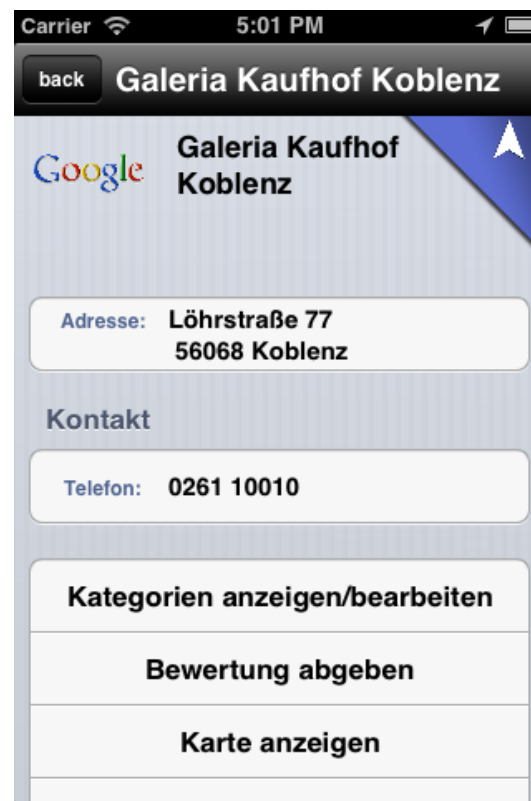 Carrier 5:01 PM
back Galeria Kaufhof Koblenz
Google
Galeria Kaufhof
Koblenz
Adresse: Löhrstraße 77
56068 Koblenz
Kontakt
Telefon: 0261 10010
Kategorien anzeigen/bearbeiten
Bewertung abgeben
Karte anzeigen